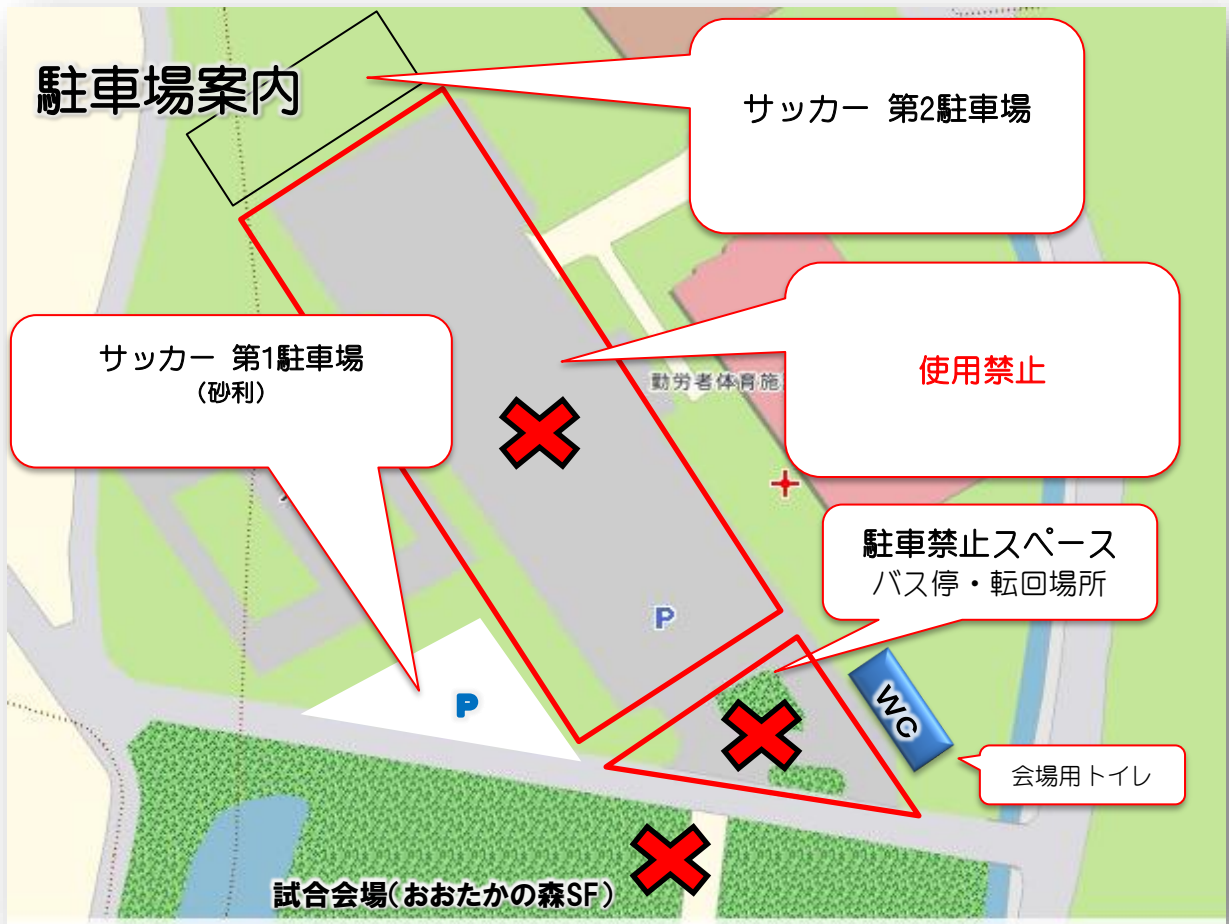 駐車場案内
サッカー 第2駐車場
使用禁止
サッカー 第1駐車場
(砂利)
勤労者体育施
駐車禁止スペース
バス停・転回場所
P
P
WC
会場用トイレ
試合会場(おおたかの森SF)